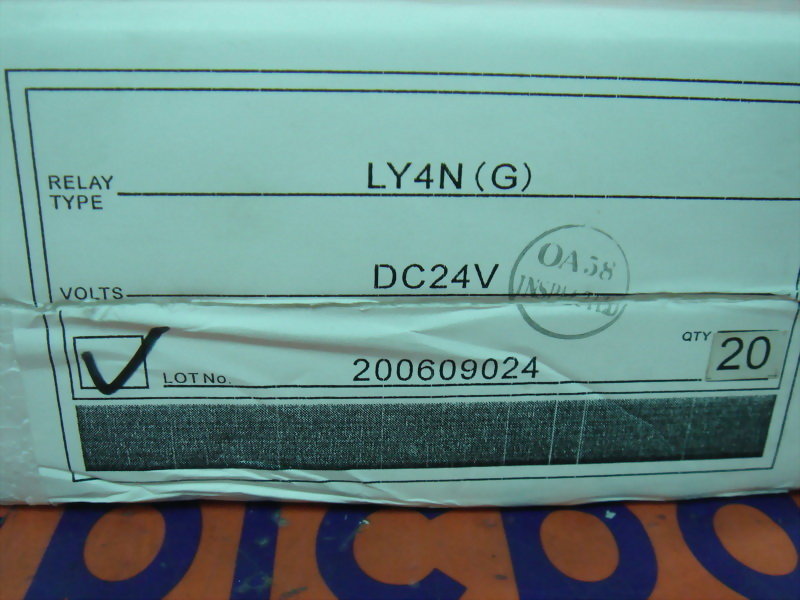 RELAY TYPE LY4N (G)
VOLTS DC24V
OA58
INSPECTED
LOT No. 200609024
QTY 20